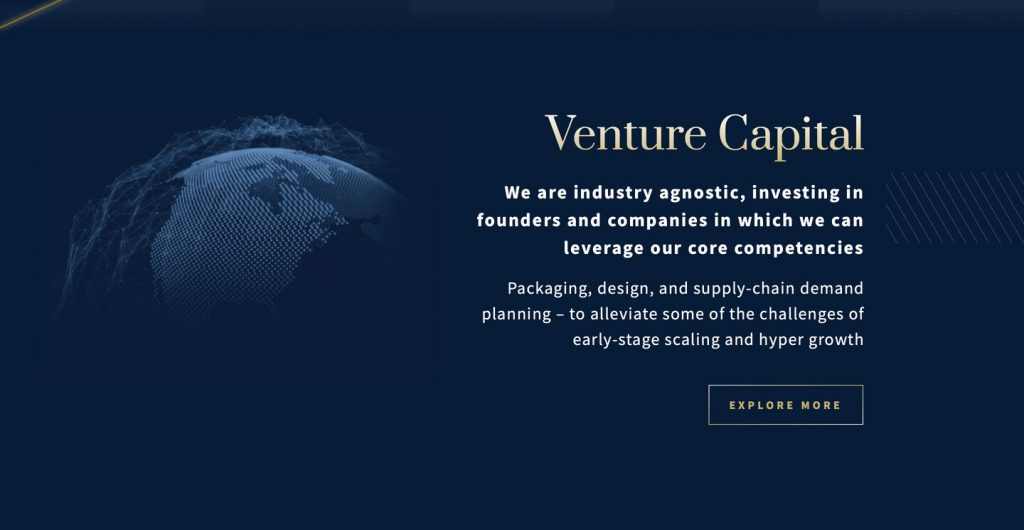 Venture Capital
We are industry agnostic, investing in
founders and companies in which we can
leverage our core competencies
Packaging, design, and supply-chain demand
planning – to alleviate some of the challenges of
early-stage scaling and hyper growth
EXPLORE MORE